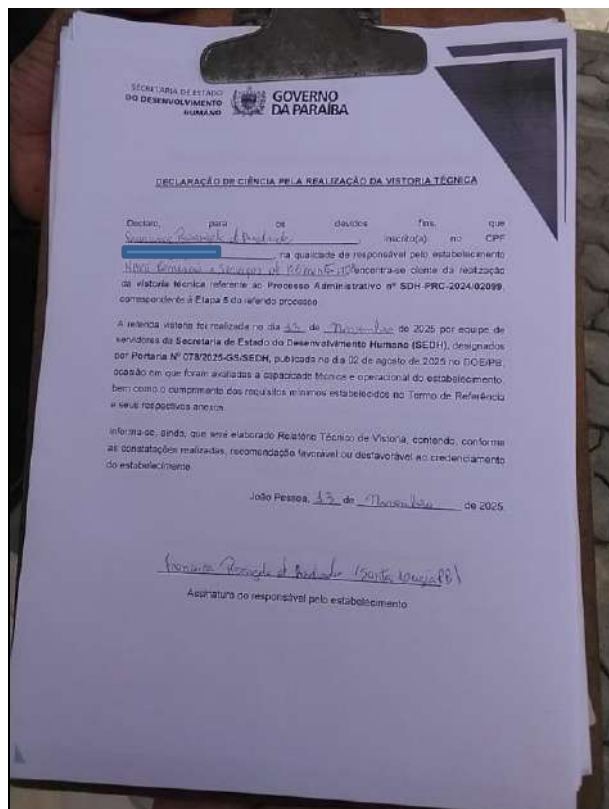 SECRETARIA DE ESTADO
DO DESENVOLVIMENTO
HUMANO
GOVERNO
DA PARAÍBA
DECLARAÇÃO DE CIÊNCIA PELA REALIZAÇÃO DA VISTORIA TÉCNICA
Declaro, para os devidos fins, que
inscrito(a) no CPF
, na qualidade de responsável pelo estabelecimento
encontra-se ciente da realização
da vistoria técnica referente ao Processo Administrativo nº SDH-PRC-2024/02099,
correspondente à Etapa 5 do referido processo.
A referida vistoria foi realizada no dia 13 de Novembro de 2025 por equipe de
servidores da Secretaria de Estado do Desenvolvimento Humano (SEDH), designados
por Portaria Nº 078/2025-GS/SEDH, publicada no dia 02 de agosto de 2025 no DOE/PB,
ocasião em que foram avaliadas a capacidade técnica e operacional do estabelecimento,
bem como o cumprimento dos requisitos mínimos estabelecidos no Termo de Referência
e seus respectivos anexos.
Informa-se, ainda, que será elaborado Relatório Técnico de Vistoria, contendo, conforme
as constatações realizadas, recomendação favorável ou desfavorável ao credenciamento
do estabelecimento.
João Pessoa, 13 de Novembro de 2025
(Santa Luzia PB)
Assinatura do responsável pelo estabelecimento